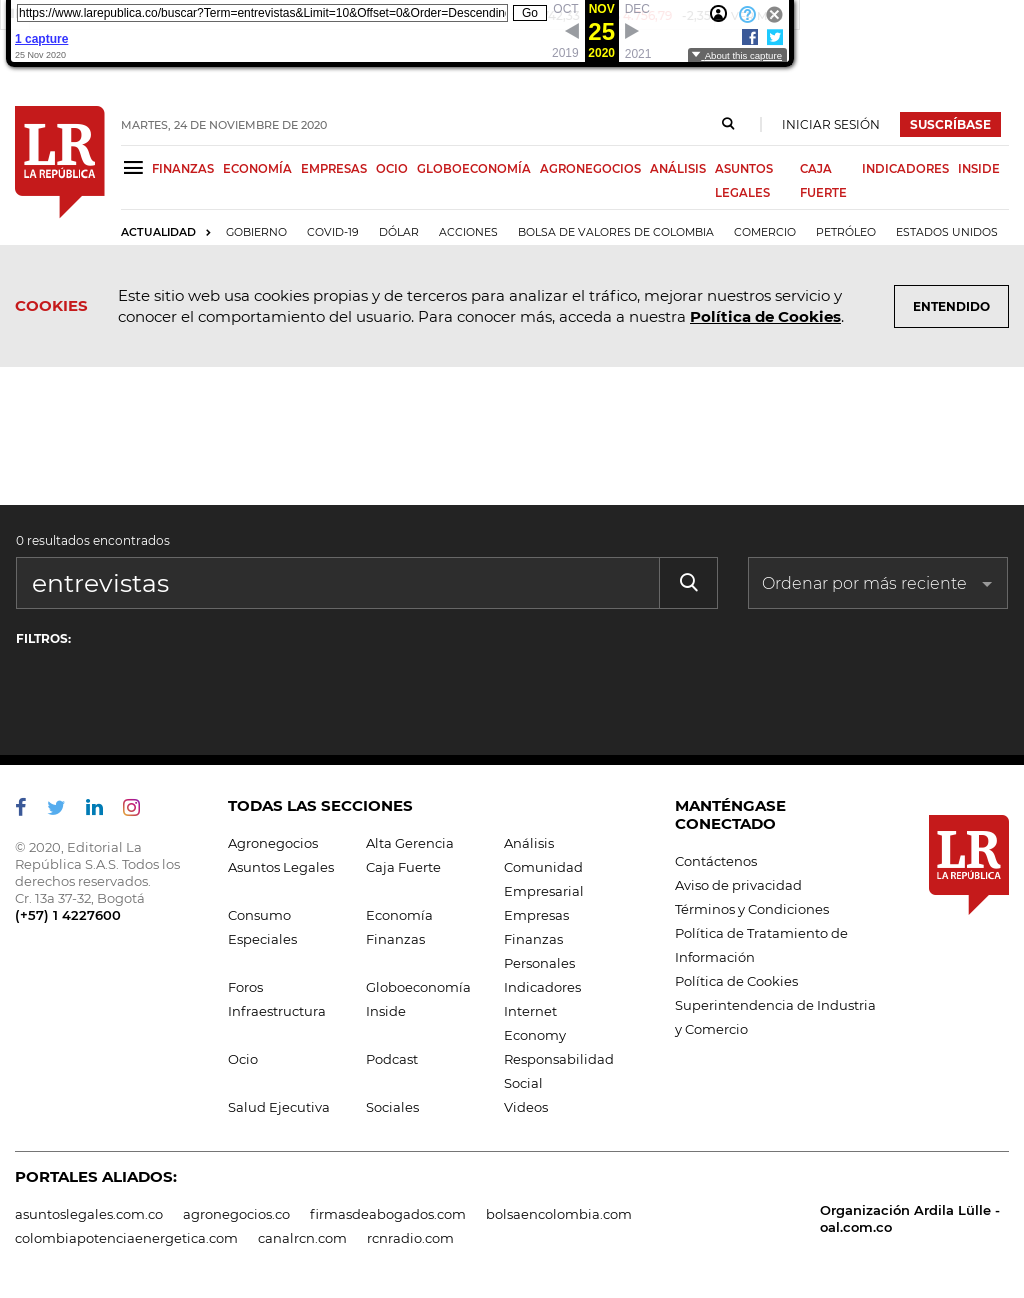 https://www.larepublica.co/buscar?Term=entrevistas&Limit=10&Offset=0&Order=Descendin
Go
OCT NOV DEC
1 capture
25
25 Nov 2020
2019 2020 2021
About this capture
LR
LA REPÚBLICA
MARTES, 24 DE NOVIEMBRE DE 2020
INICIAR SESIÓN
SUSCRÍBASE
FINANZAS ECONOMÍA EMPRESAS OCIO GLOBOECONOMÍA AGRONEGOCIOS ANÁLISIS ASUNTOS LEGALES CAJA FUERTE INDICADORES INSIDE
ACTUALIDAD GOBIERNO COVID-19 DÓLAR ACCIONES BOLSA DE VALORES DE COLOMBIA COMERCIO PETRÓLEO ESTADOS UNIDOS
COOKIES
Este sitio web usa cookies propias y de terceros para analizar el tráfico, mejorar nuestros servicio y
conocer el comportamiento del usuario. Para conocer más, acceda a nuestra Política de Cookies.
ENTENDIDO
0 resultados encontrados
entrevistas
Ordenar por más reciente
FILTROS:
© 2020, Editorial La
República S.A.S. Todos los
derechos reservados.
Cr. 13a 37-32, Bogotá
(+57) 1 4227600
TODAS LAS SECCIONES
Agronegocios Alta Gerencia Análisis
Asuntos Legales Caja Fuerte Comunidad
Empresarial
Consumo Economía Empresas
Especiales Finanzas Finanzas
Personales
Foros Globoeconomía Indicadores
Infraestructura Inside Internet
Economy
Ocio Podcast Responsabilidad
Social
Salud Ejecutiva Sociales Videos
MANTÉNGASE
CONECTADO
Contáctenos
Aviso de privacidad
Términos y Condiciones
Política de Tratamiento de
Información
Política de Cookies
Superintendencia de Industria
y Comercio
LR
LA REPÚBLICA
PORTALES ALIADOS:
asuntoslegales.com.co agronegocios.co firmasdeabogados.com bolsaencolombia.com
colombiapotenciaenergetica.com canalrcn.com rcnradio.com
Organización Ardila Lülle -
oal.com.co